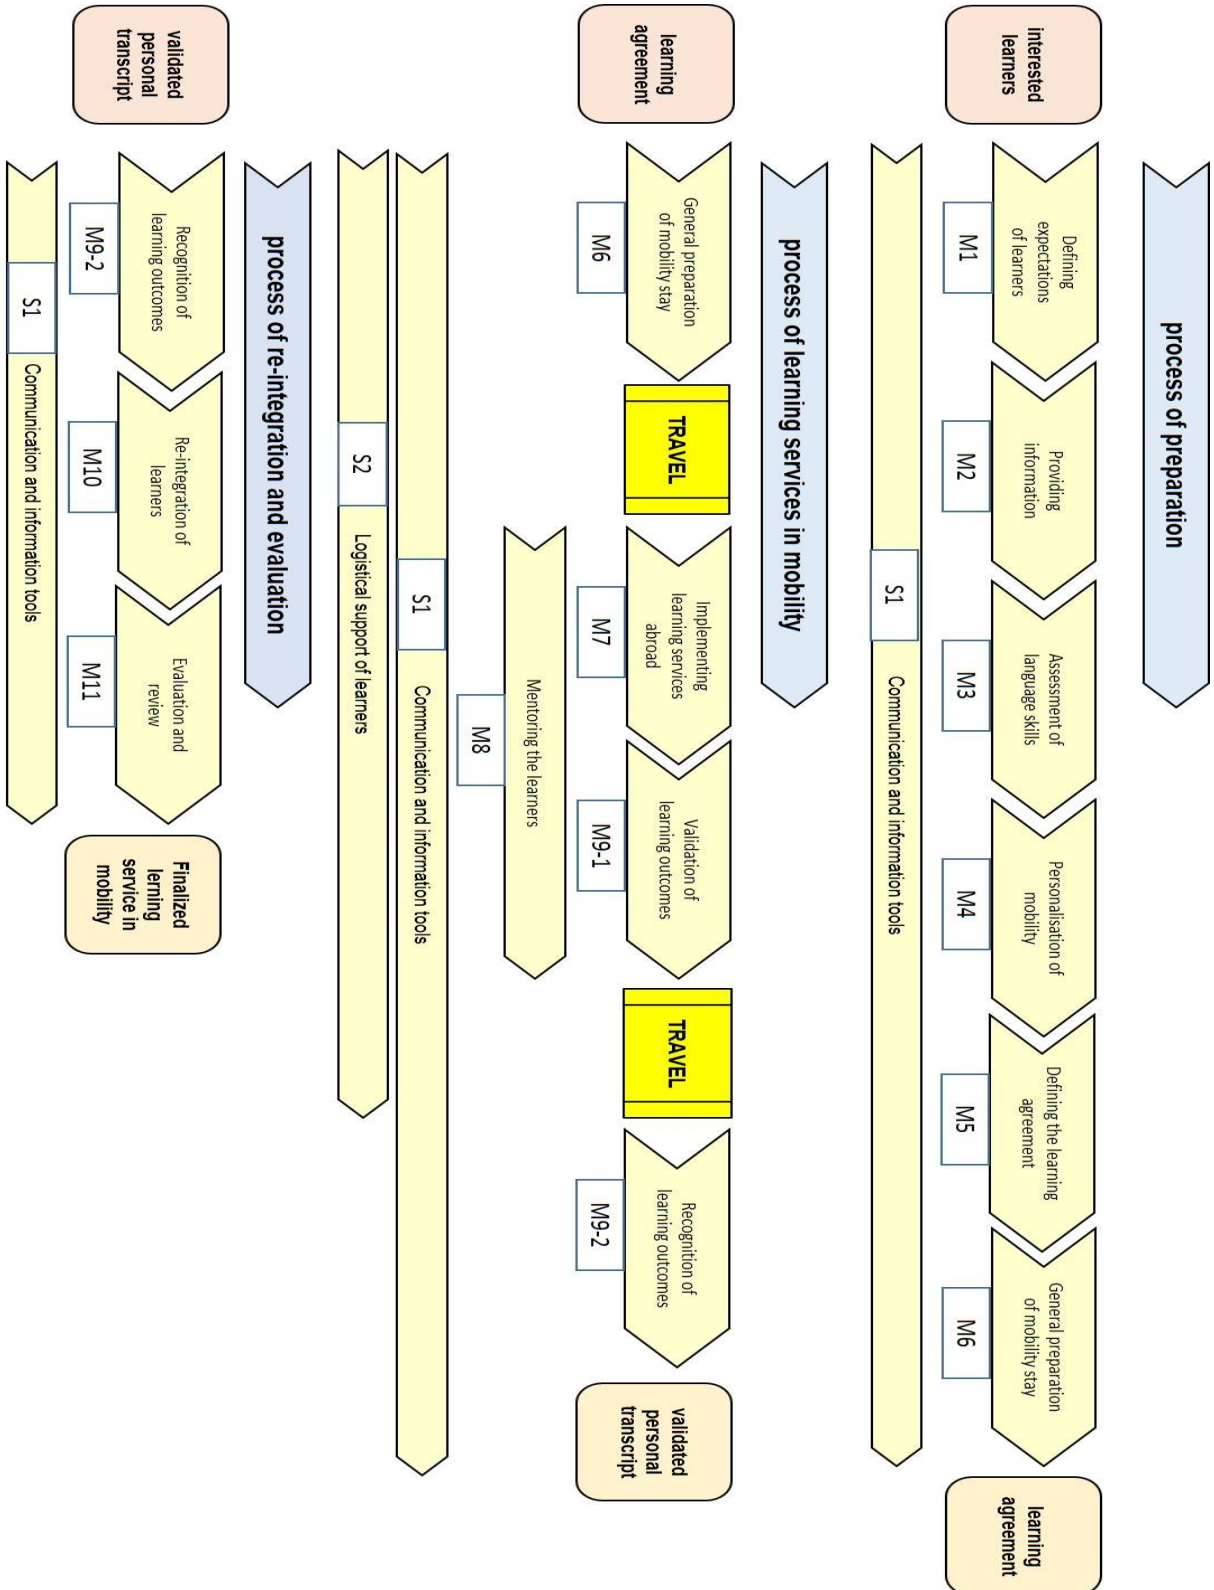 process of preparation
interested
learners
Defining
expectations
of learners
M1
Providing
information
M2
Assessment of
language skills
M3
Personalisation of
mobility
M4
Defining the learning
agreement
M5
General preparation
of mobility stay
M6
learning
agreement
S1
Communication and information tools
process of learning services in mobility
learning
agreement
General preparation
of mobility stay
M6
TRAVEL
Implementing
learning services
abroad
M7
Validation of
learning outcomes
M9-1
TRAVEL
Recognition of
learning outcomes
M9-2
validated
personal
transcript
Mentoring the learners
M8
S1
Communication and information tools
S2
Logistical support of learners
process of re-integration and evaluation
validated
personal
transcript
Recognition of
learning outcomes
M9-2
Re-integration of
learners
M10
Evaluation and
review
M11
Finalized
lerning
service in
mobility
S1
Communication and information tools